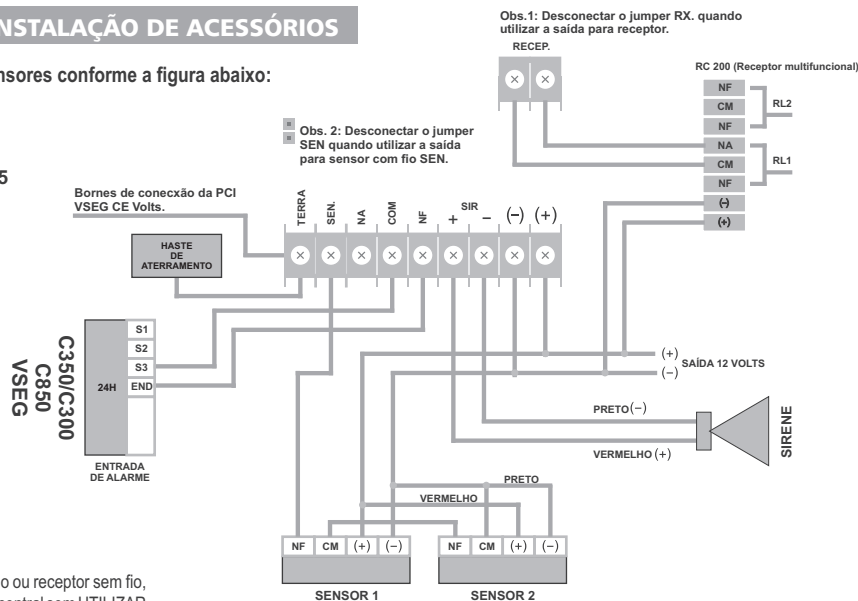 NSTALAÇÃO DE ACESSÓRIOS
nsores conforme a figura abaixo:
5
Obs.1: Desconectar o jumper RX. quando
utilizar a saída para receptor.
RECEP.
RC 200 (Receptor multifuncional)
NF
CM
NF
NA
CM
NF
(-)
(+)
RL2
RL1
Obs. 2: Desconectar o jumper
SEN quando utilizar a saída
para sensor com fio SEN.
Bornes de conecxão da PCI
VSEG CE Volts.
TERRA
SEN.
NA
COM
NF
+
SIR
−
(−)
(+)
HASTE
DE
ATERRAMENTO
C350/C300
C850
VSEG
24H
S1
S2
S3
END
ENTRADA
DE ALARME
(+)
(−)
SAÍDA 12 VOLTS
PRETO(−)
VERMELHO (+)
SIRENE
PRETO
VERMELHO
NF CM (+) (−)
NF CM (+) (−)
SENSOR 1
SENSOR 2
o ou receptor sem fio,